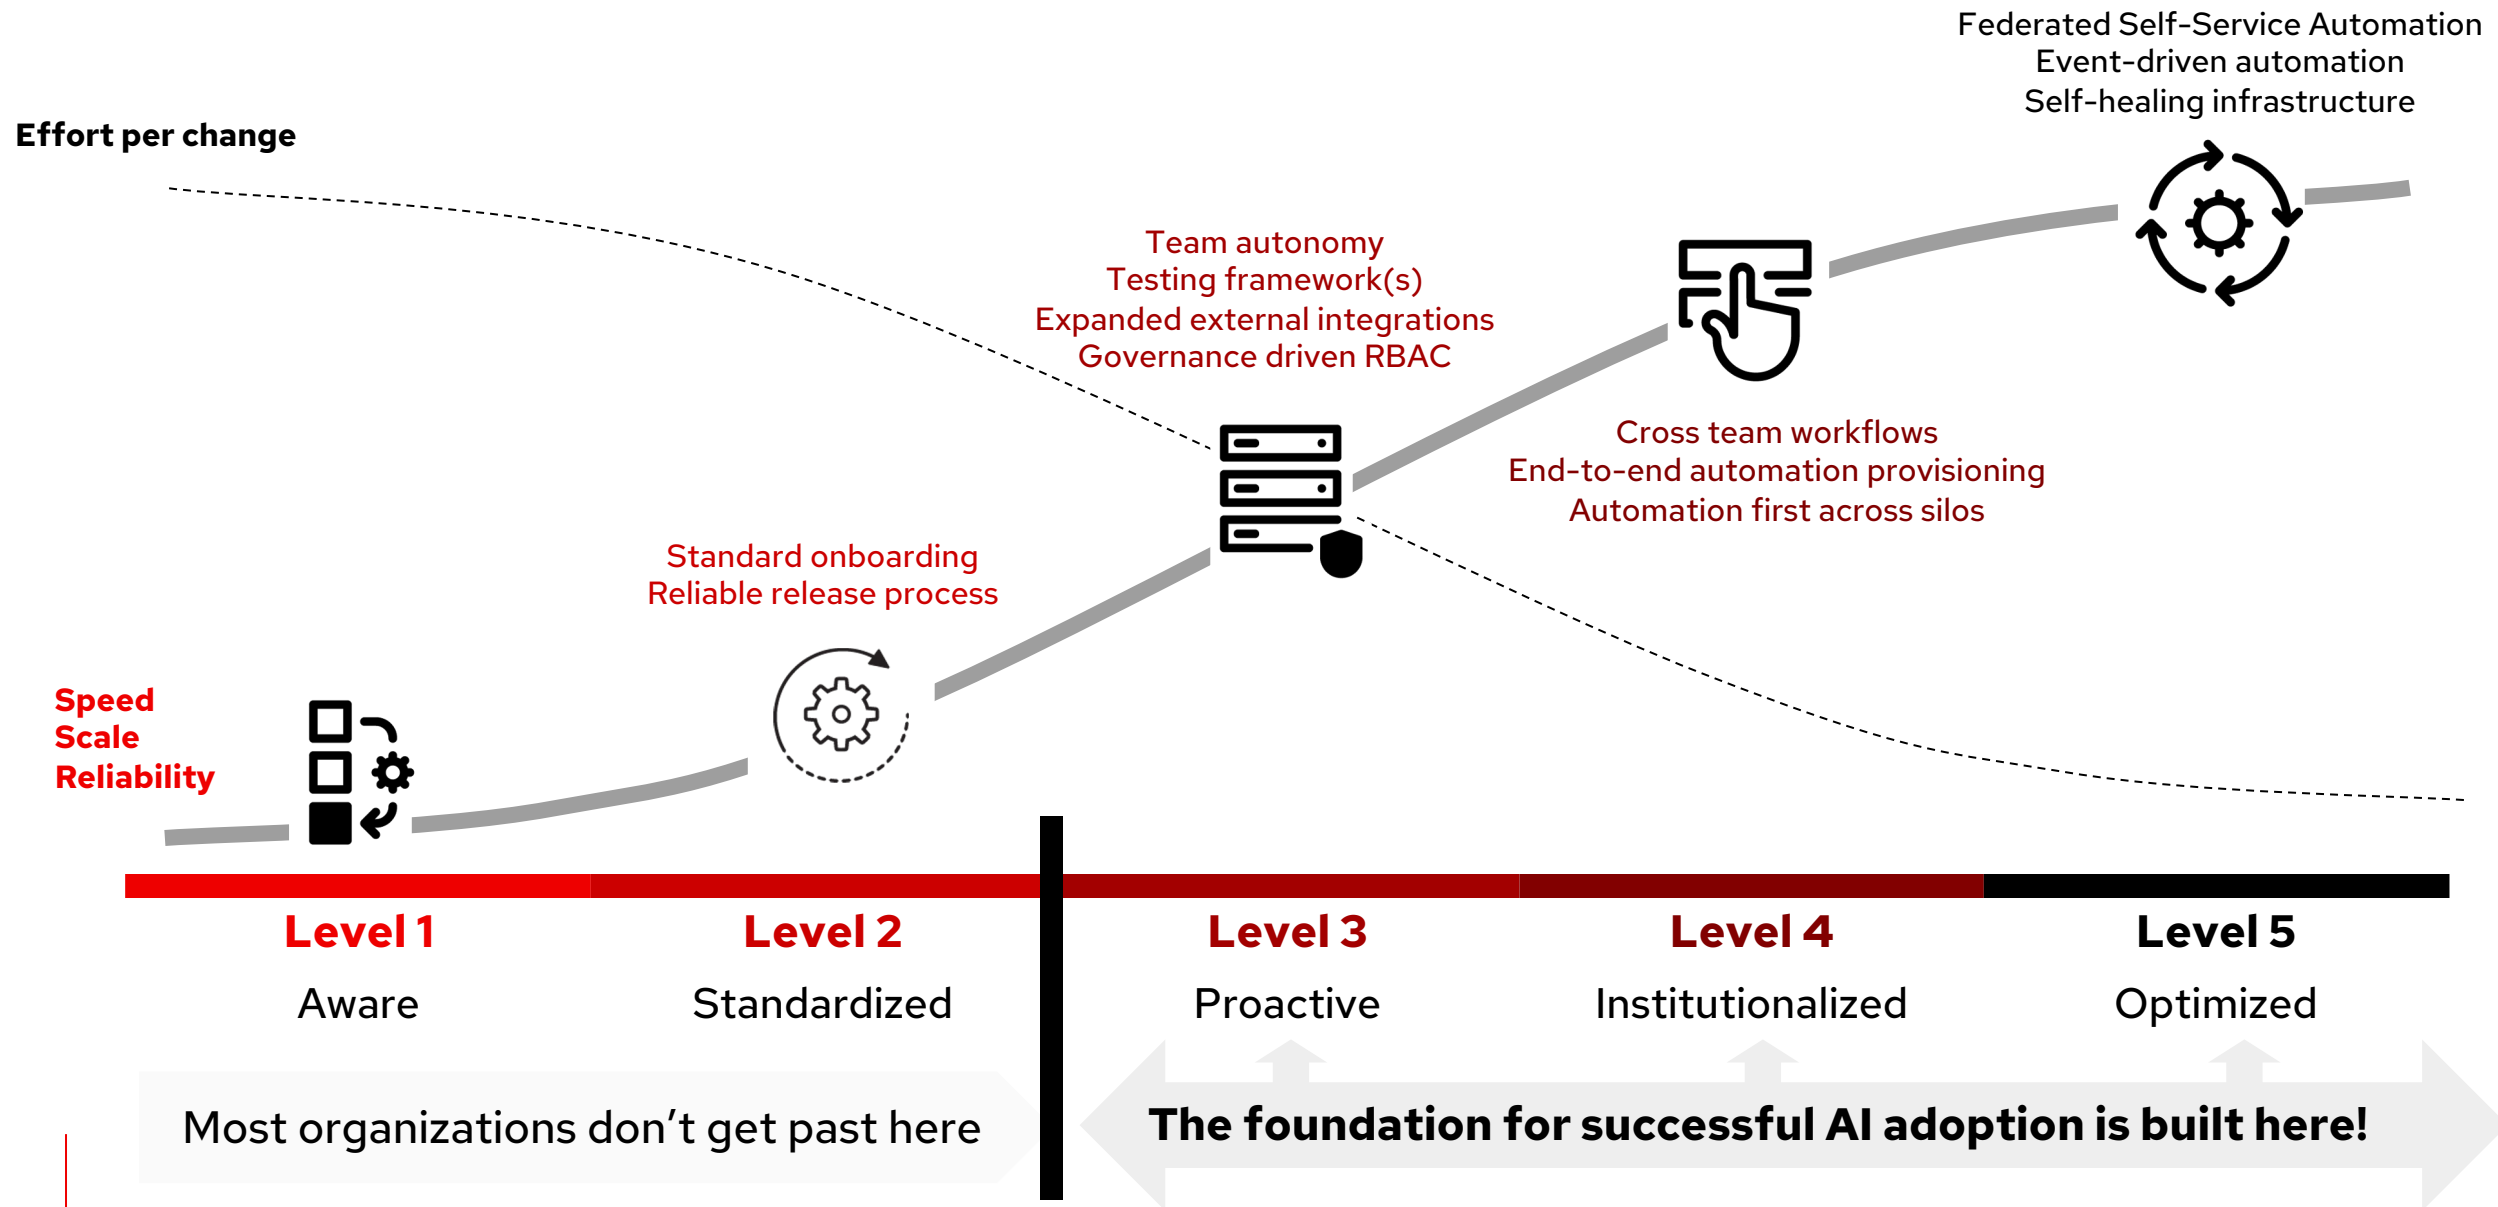 Federated Self-Service Automation
Event-driven automation
Self-healing infrastructure
Effort per change
Team autonomy
Testing framework(s)
Expanded external integrations
Governance driven RBAC
Cross team workflows
End-to-end automation provisioning
Automation first across silos
Standard onboarding
Reliable release process
Speed
Scale
Reliability
Level 1
Level 2
Level 3
Level 4
Level 5
Aware
Standardized
Proactive
Institutionalized
Optimized
Most organizations don’t get past here
The foundation for successful AI adoption is built here!